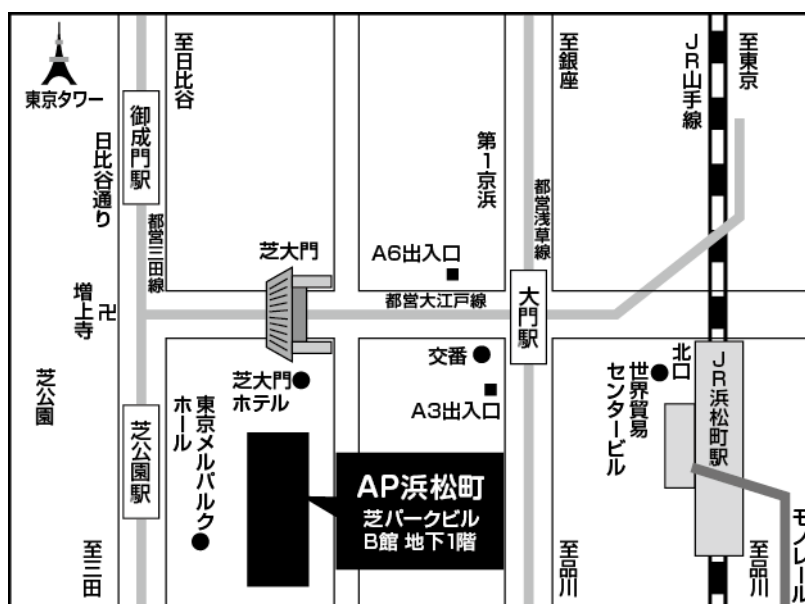 東京タワー
至日比谷
御成門駅
日比谷通り
都営三田線
増上寺
卍
芝公園
芝公園駅
至三田
芝大門
芝大門
ホテル
東京メルパルク
ホール
AP浜松町
芝パークビル
B館 地下1階
第1京浜
A6出入口
都営大江戸線
交番
A3出入口
至銀座
都営浅草線
大門駅
至品川
JR山手線
至東京
北口
世界貿易
センタービル
JR浜松町駅
至品川
モノレール